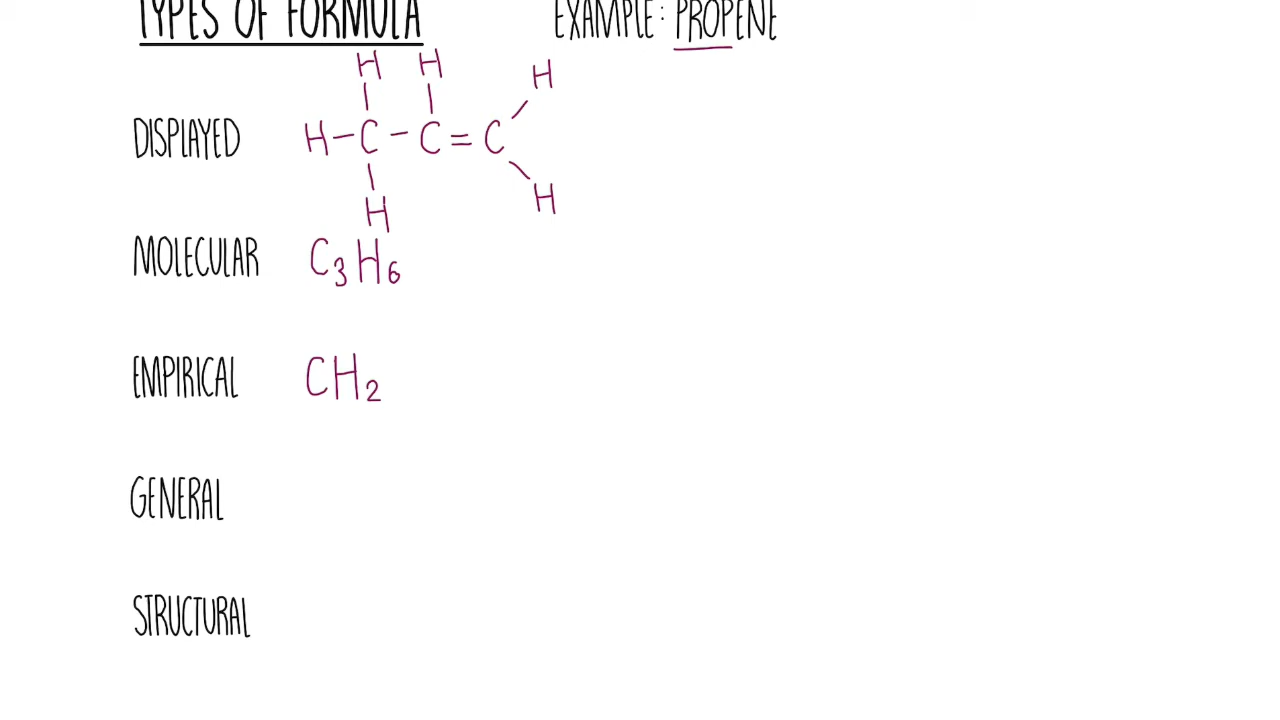 TYPES OF FORMULA EXAMPLE: PROPENE
H H H
DISPLAYED H-C-C=C
H H
MOLECULAR C₃H₆
EMPIRICAL CH₂
GENERAL
STRUCTURAL